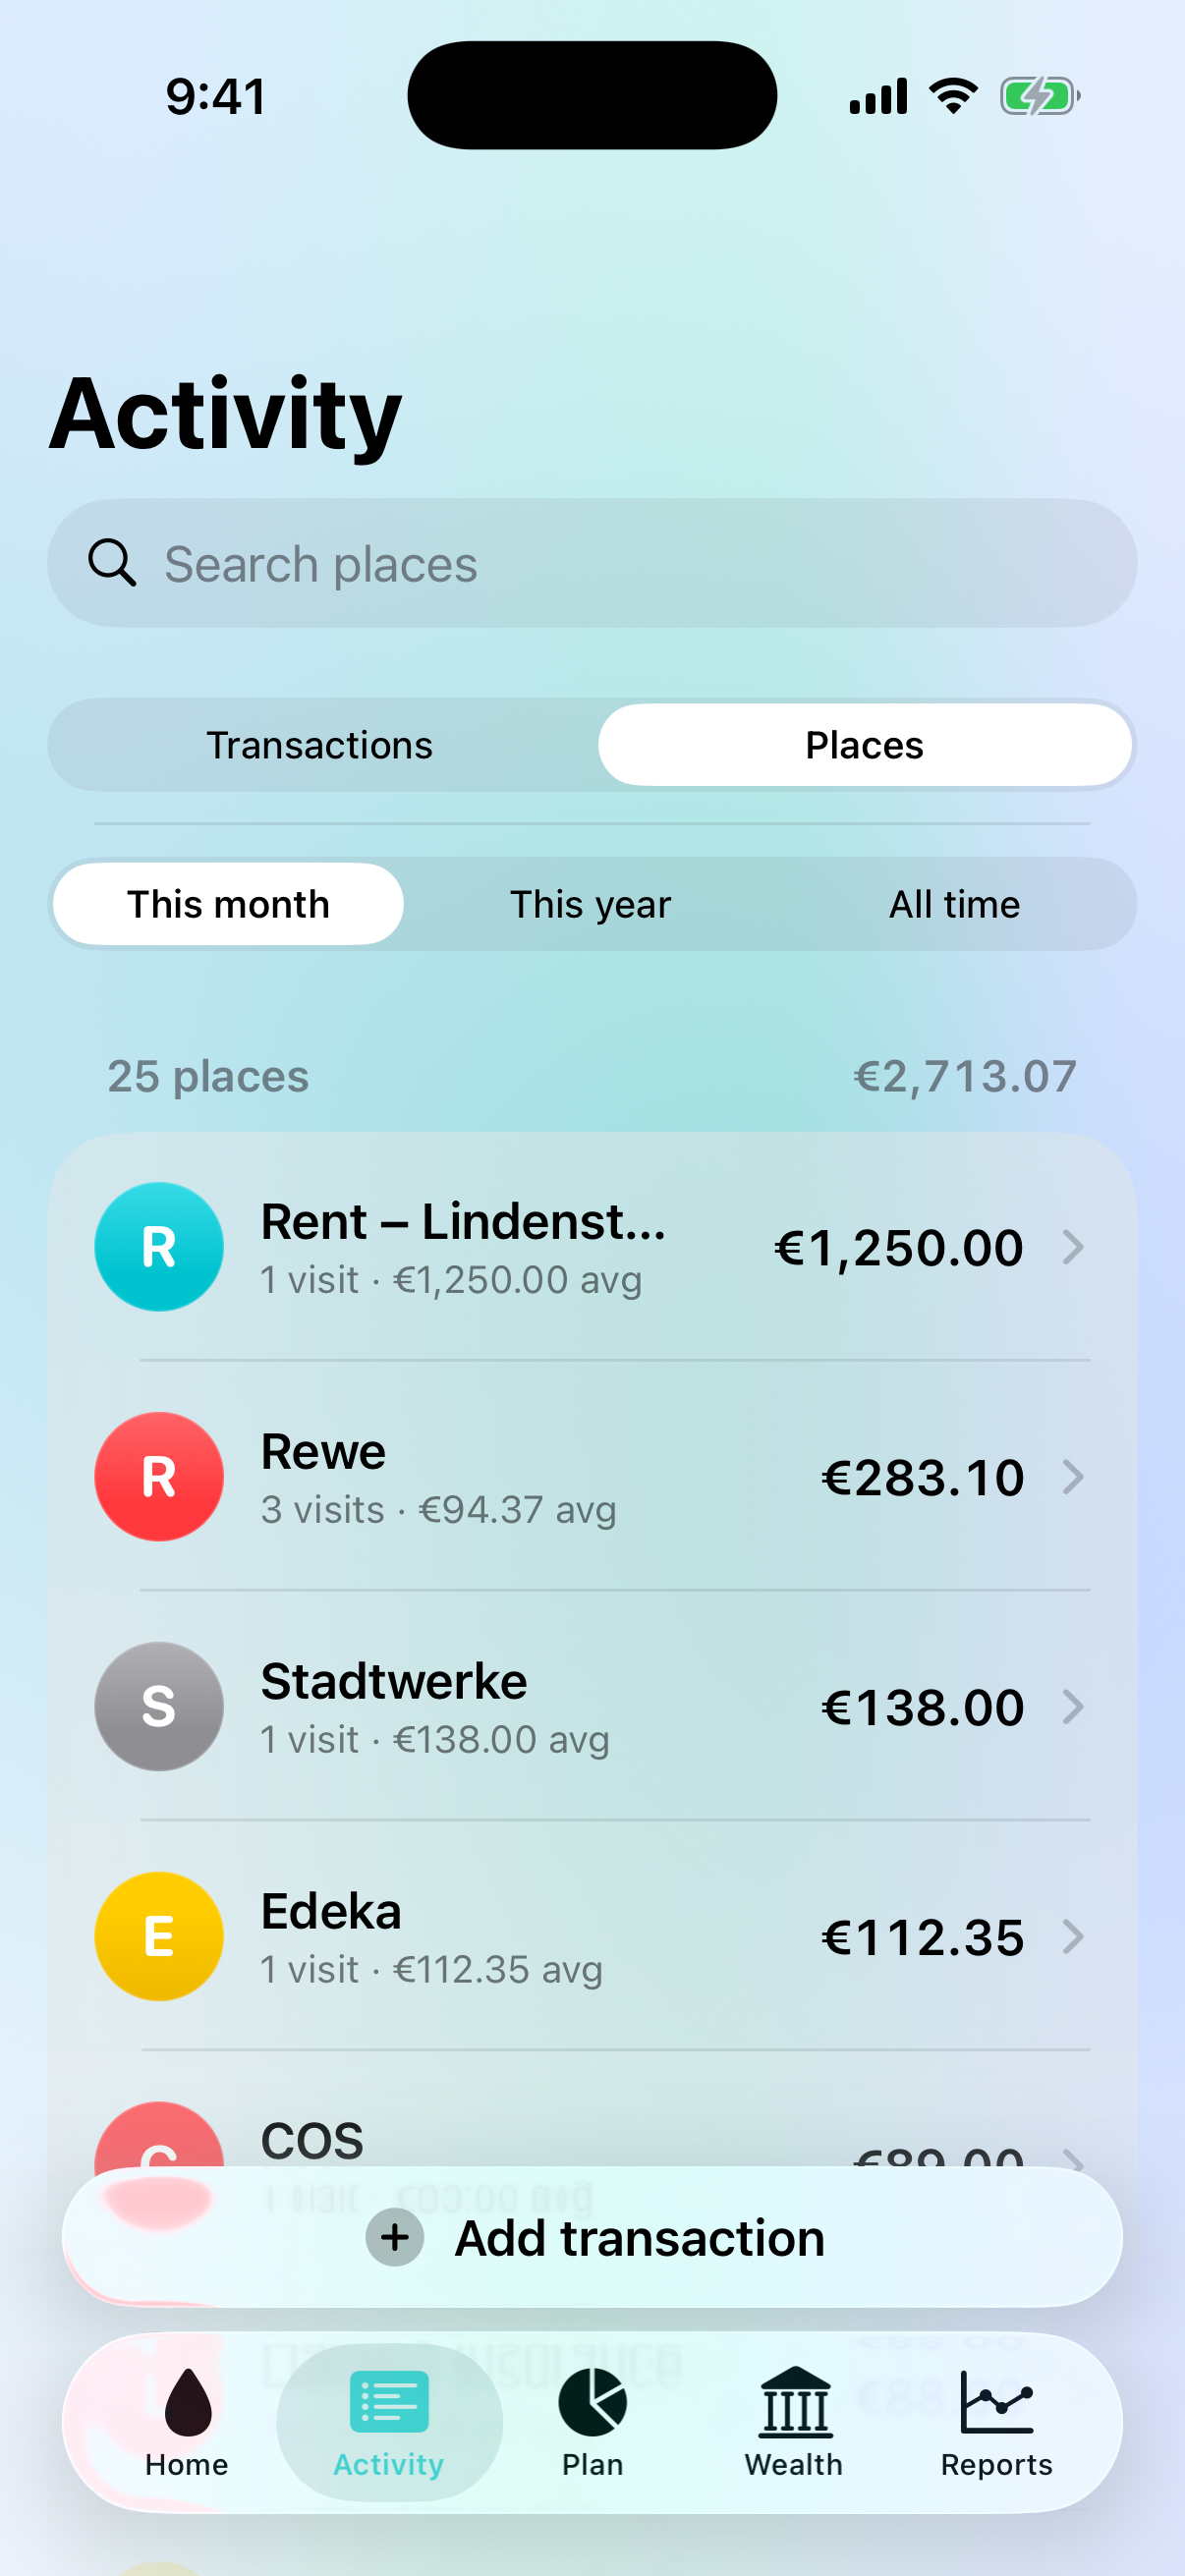 9:41
Activity
Search places
Transactions
Places
This month
This year
All time
25 places
€2,713.07
R
Rent – Lindenst...
€1,250.00
1 visit · €1,250.00 avg
R
Rewe
€283.10
3 visits · €94.37 avg
S
Stadtwerke
€138.00
1 visit · €138.00 avg
E
Edeka
€112.35
1 visit · €112.35 avg
C
COS
€89.00
Add transaction
Home
Activity
Plan
Wealth
Reports